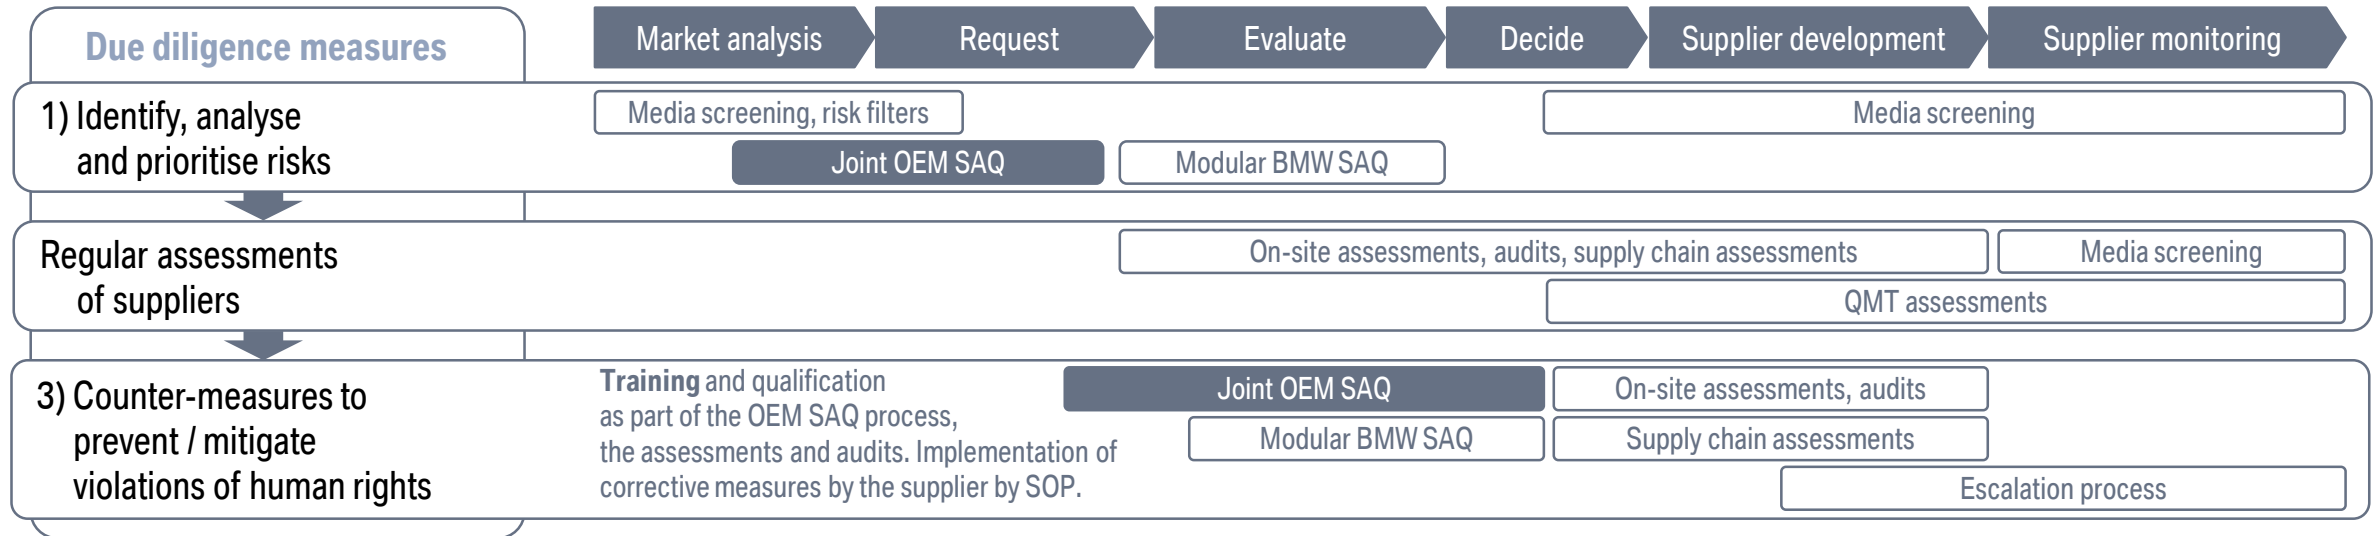 Due diligence measures
Market analysis
Request
Evaluate
Decide
Supplier development
Supplier monitoring
1) Identify, analyse
and prioritise risks
Media screening, risk filters
Media screening
Joint OEM SAQ
Modular BMW SAQ
Regular assessments
of suppliers
On-site assessments, audits, supply chain assessments
Media screening
QMT assessments
3) Counter-measures to
prevent / mitigate
violations of human rights
Training and qualification
as part of the OEM SAQ process,
the assessments and audits. Implementation of
corrective measures by the supplier by SOP.
Joint OEM SAQ
On-site assessments, audits
Modular BMW SAQ
Supply chain assessments
Escalation process